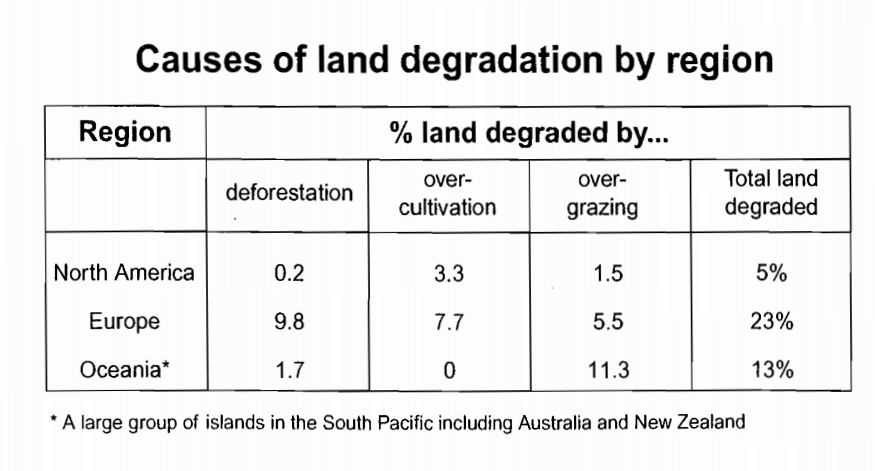 Causes of land degradation by region
Region % land degraded by...
deforestation over-cultivation over-grazing Total land degraded
North America 0.2 3.3 1.5 5%
Europe 9.8 7.7 5.5 23%
Oceania* 1.7 0 11.3 13%
* A large group of islands in the South Pacific including Australia and New Zealand